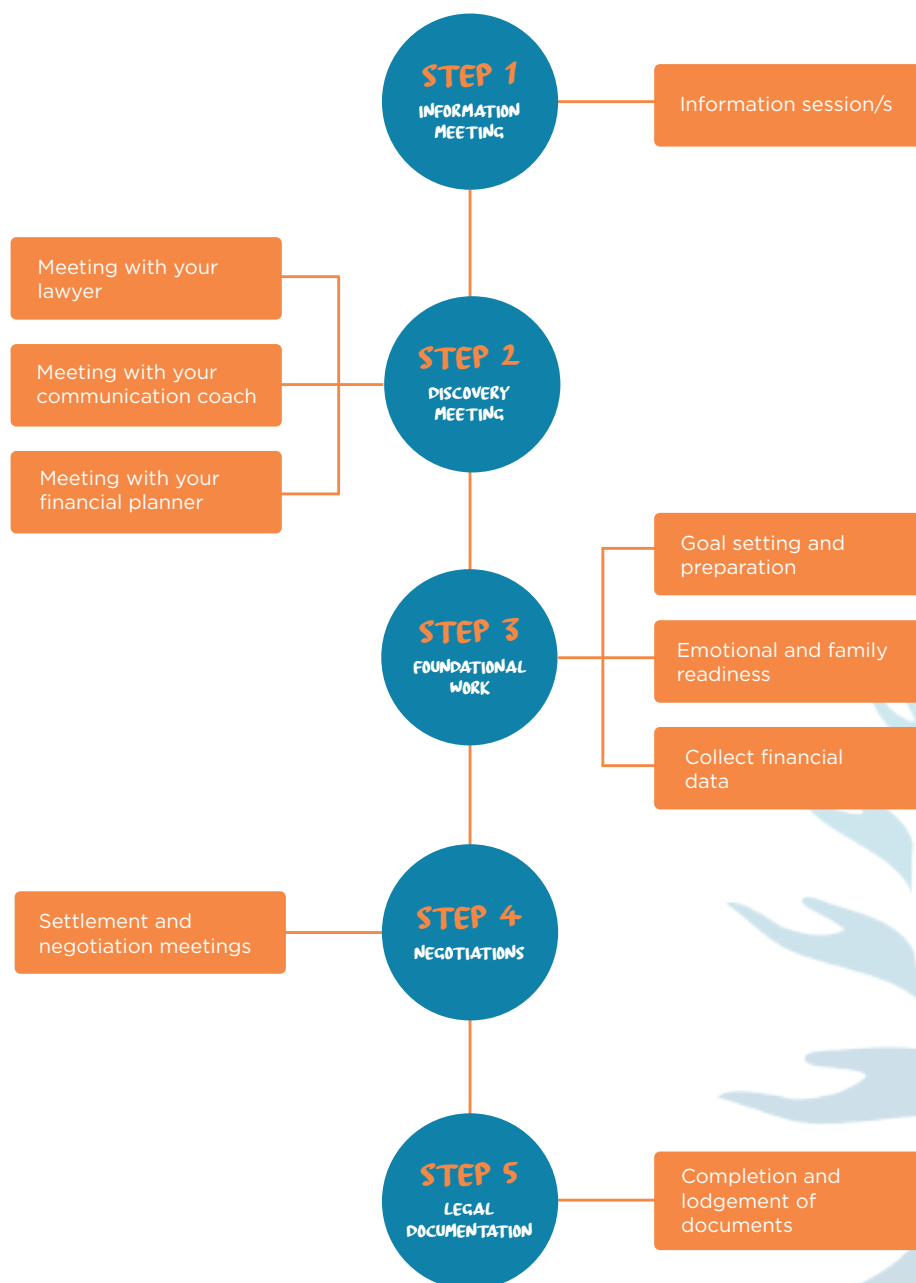 STEP 1
INFORMATION
MEETING
Information session/s
Meeting with your
lawyer
Meeting with your
communication coach
Meeting with your
financial planner
STEP 2
DISCOVERY
MEETING
STEP 3
FOUNDATIONAL
WORK
Goal setting and
preparation
Emotional and family
readiness
Collect financial
data
Settlement and
negotiation meetings
STEP 4
NEGOTIATIONS
STEP 5
LEGAL
DOCUMENTATION
Completion and
lodgement of
documents